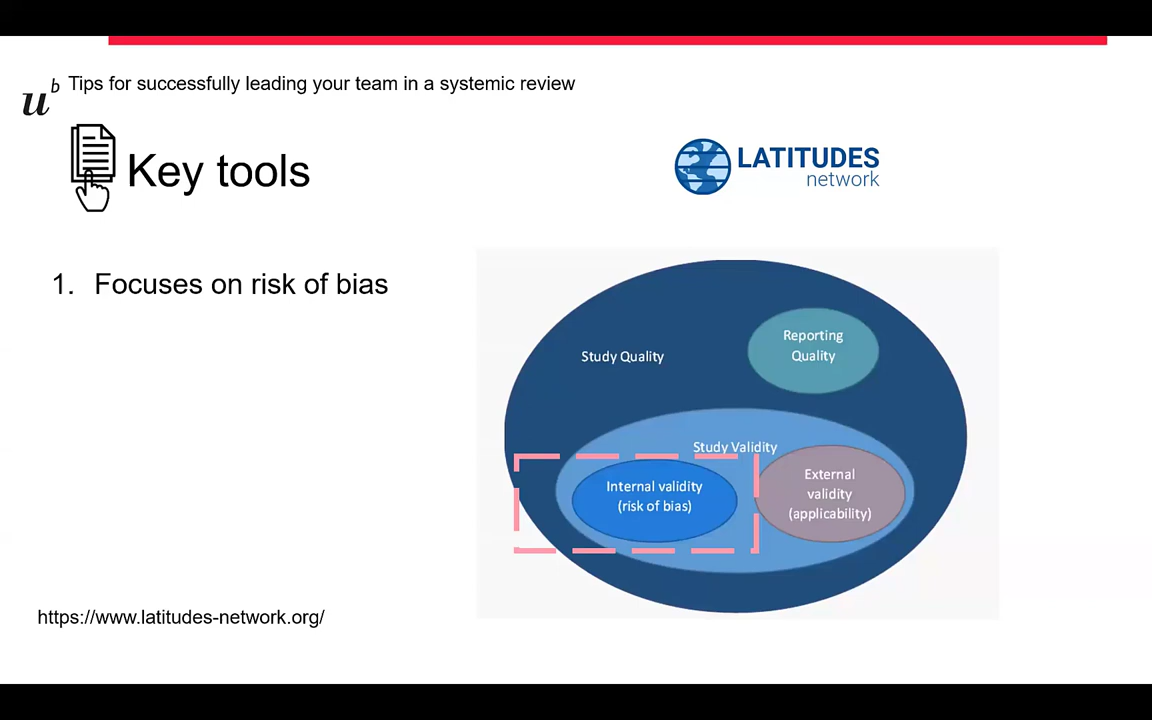 Tips for successfully leading your team in a systemic review
u b
Key tools
LATITUDES
network
1. Focuses on risk of bias
Reporting
Quality
Study Quality
Study Validity
Internal validity
(risk of bias)
External
validity
(applicability)
https://www.latitudes-network.org/